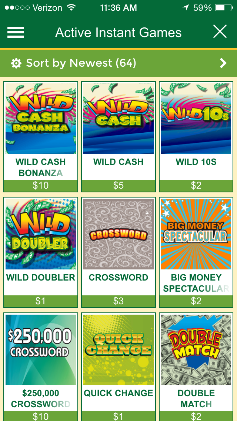 Verizon 11:36 AM 59%
Active Instant Games
Sort by Newest (64)
WILD CASH BONANZA
WILD CASH
WILD 10s
WILD CASH
BONANZA
WILD CASH
WILD 10S
$10
$5
$2
WILD DOUBLER
CROSSWORD
BIG MONEY
SPECTACULAR
WILD DOUBLER
CROSSWORD
BIG MONEY
SPECTACULAR
$1
$3
$2
$250,000
CROSSWORD
QUICK
CHANGE
DOUBLE
MATCH
$250,000
CROSSWORD
QUICK CHANGE
DOUBLE
MATCH
$10
$1
$2